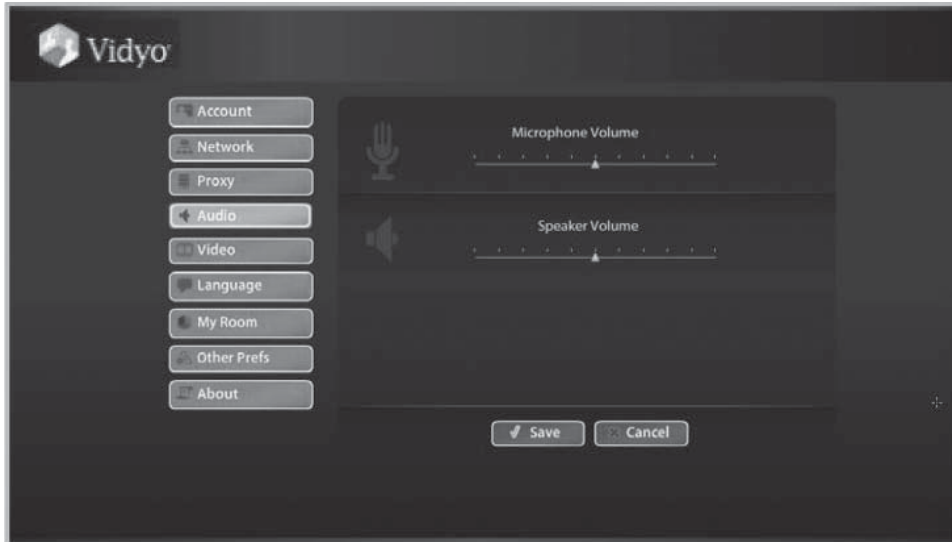 Vidyo
Account
Network
Proxy
Audio
Video
Language
My Room
Other Prefs
About
Microphone Volume
Speaker Volume
Save
Cancel